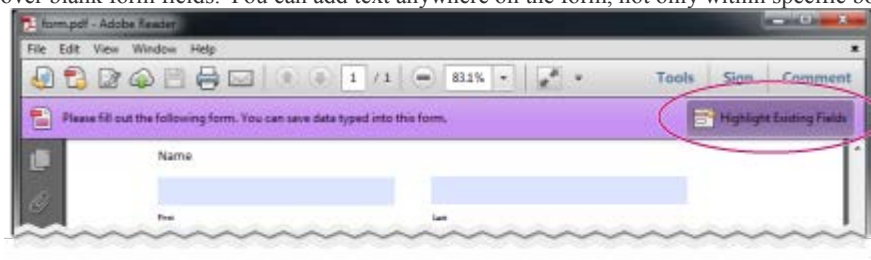 over blank form fields. You can add text anywhere on the form, not only within specific bo
form.pdf - Adobe Reader
File Edit View Window Help
1 / 1 83.1% Tools Sign Comment
Please fill out the following form. You can save data typed into this form. Highlight Existing Fields
Name
First Last